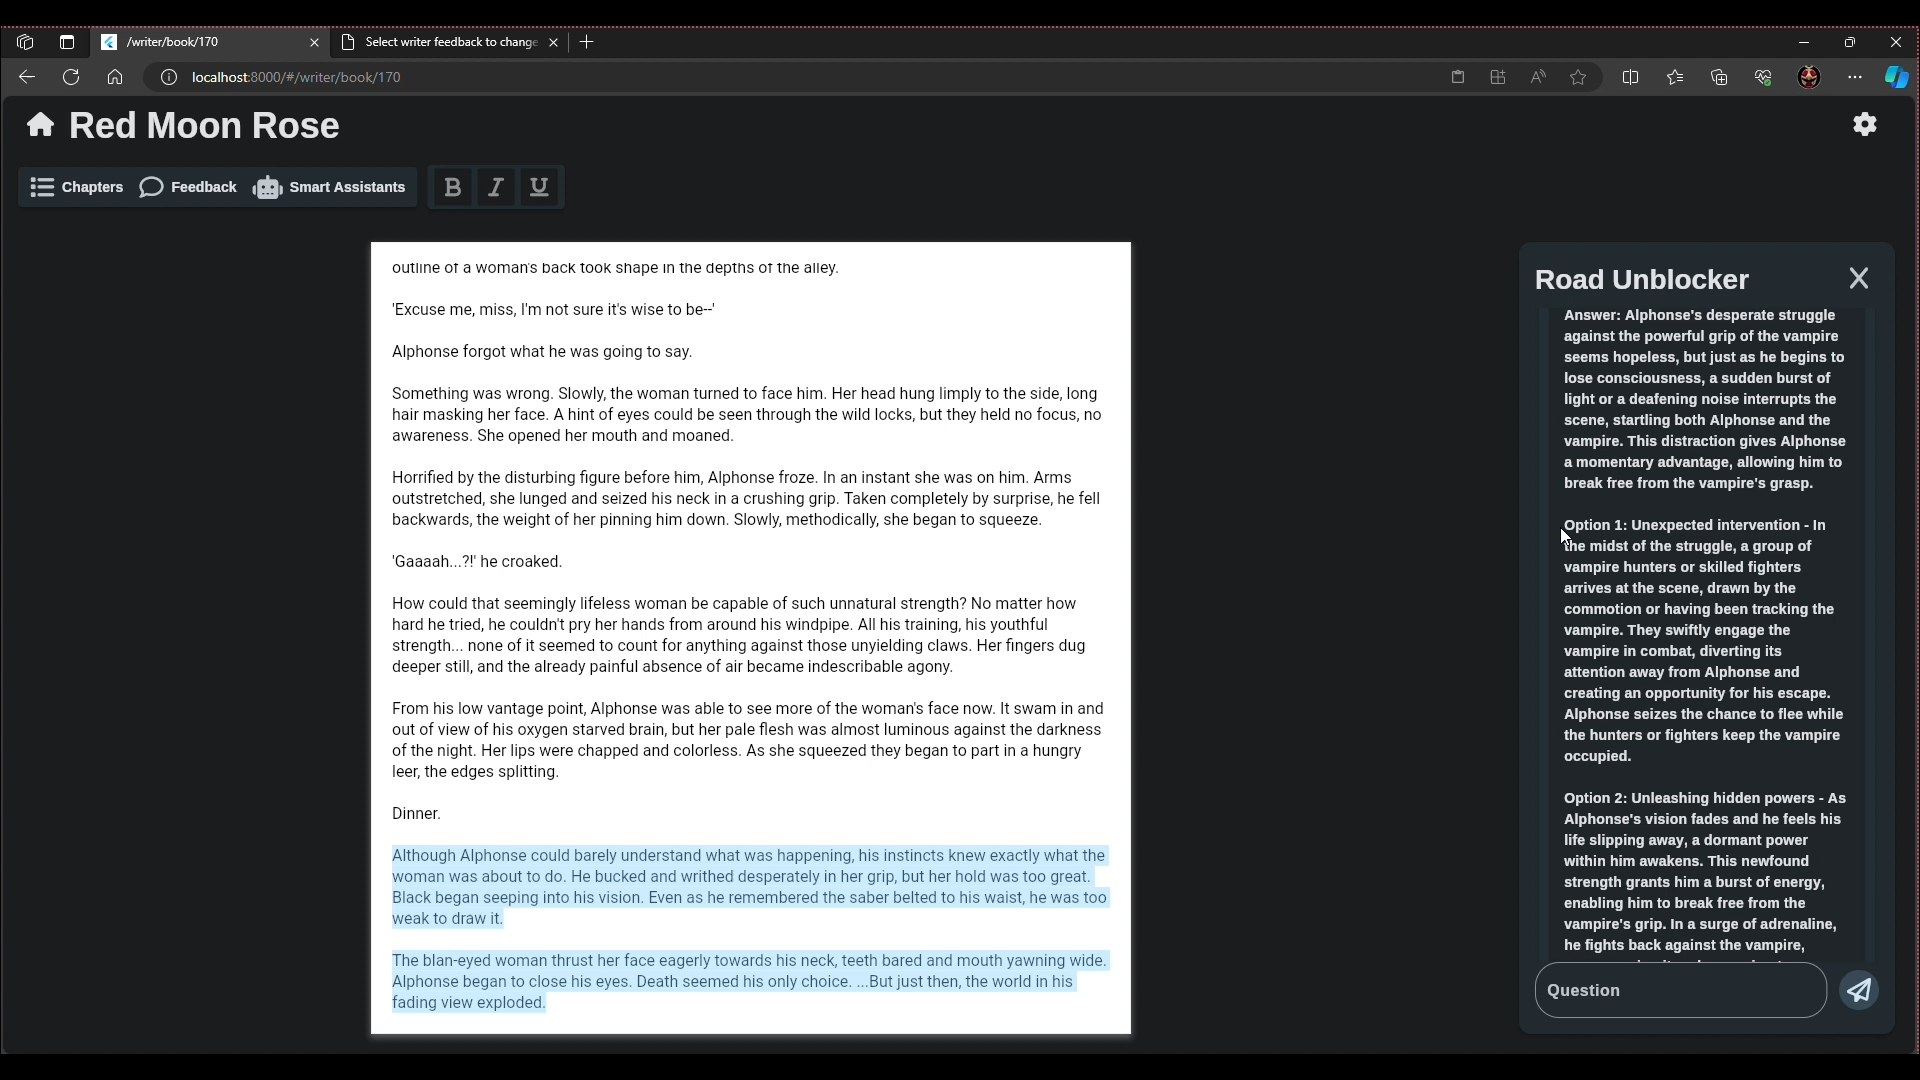 /writer/book/170
Select writer feedback to change
localhost:8000/#/writer/book/170
Red Moon Rose
Chapters
Feedback
Smart Assistants
B
I
U
outline of a woman's back took shape in the depths of the alley.
'Excuse me, miss, I'm not sure it's wise to be--'
Alphonse forgot what he was going to say.
Something was wrong. Slowly, the woman turned to face him. Her head hung limply to the side, long
hair masking her face. A hint of eyes could be seen through the wild locks, but they held no focus, no
awareness. She opened her mouth and moaned.
Horrified by the disturbing figure before him, Alphonse froze. In an instant she was on him. Arms
outstretched, she lunged and seized his neck in a crushing grip. Taken completely by surprise, he fell
backwards, the weight of her pinning him down. Slowly, methodically, she began to squeeze.
'Gaaaah...?!' he croaked.
How could that seemingly lifeless woman be capable of such unnatural strength? No matter how
hard he tried, he couldn't pry her hands from around his windpipe. All his training, his youthful
strength... none of it seemed to count for anything against those unyielding claws. Her fingers dug
deeper still, and the already painful absence of air became indescribable agony.
From his low vantage point, Alphonse was able to see more of the woman's face now. It swam in and
out of view of his oxygen starved brain, but her pale flesh was almost luminous against the darkness
of the night. Her lips were chapped and colorless. As she squeezed they began to part in a hungry
leer, the edges splitting.
Dinner.
Although Alphonse could barely understand what was happening, his instincts knew exactly what the
woman was about to do. He bucked and writhed desperately in her grip, but her hold was too great.
Black began seeping into his vision. Even as he remembered the saber belted to his waist, he was too
weak to draw it.
The blan-eyed woman thrust her face eagerly towards his neck, teeth bared and mouth yawning wide.
Alphonse began to close his eyes. Death seemed his only choice. ...But just then, the world in his
fading view exploded.
Road Unblocker
Answer: Alphonse's desperate struggle
against the powerful grip of the vampire
seems hopeless, but just as he begins to
lose consciousness, a sudden burst of
light or a deafening noise interrupts the
scene, startling both Alphonse and the
vampire. This distraction gives Alphonse
a momentary advantage, allowing him to
break free from the vampire's grasp.
Option 1: Unexpected intervention - In
the midst of the struggle, a group of
vampire hunters or skilled fighters
arrives at the scene, drawn by the
commotion or having been tracking the
vampire. They swiftly engage the
vampire in combat, diverting its
attention away from Alphonse and
creating an opportunity for his escape.
Alphonse seizes the chance to flee while
the hunters or fighters keep the vampire
occupied.
Option 2: Unleashing hidden powers - As
Alphonse's vision fades and he feels his
life slipping away, a dormant power
within him awakens. This newfound
strength grants him a burst of energy,
enabling him to break free from the
vampire's grip. In a surge of adrenaline,
he fights back against the vampire,
Question